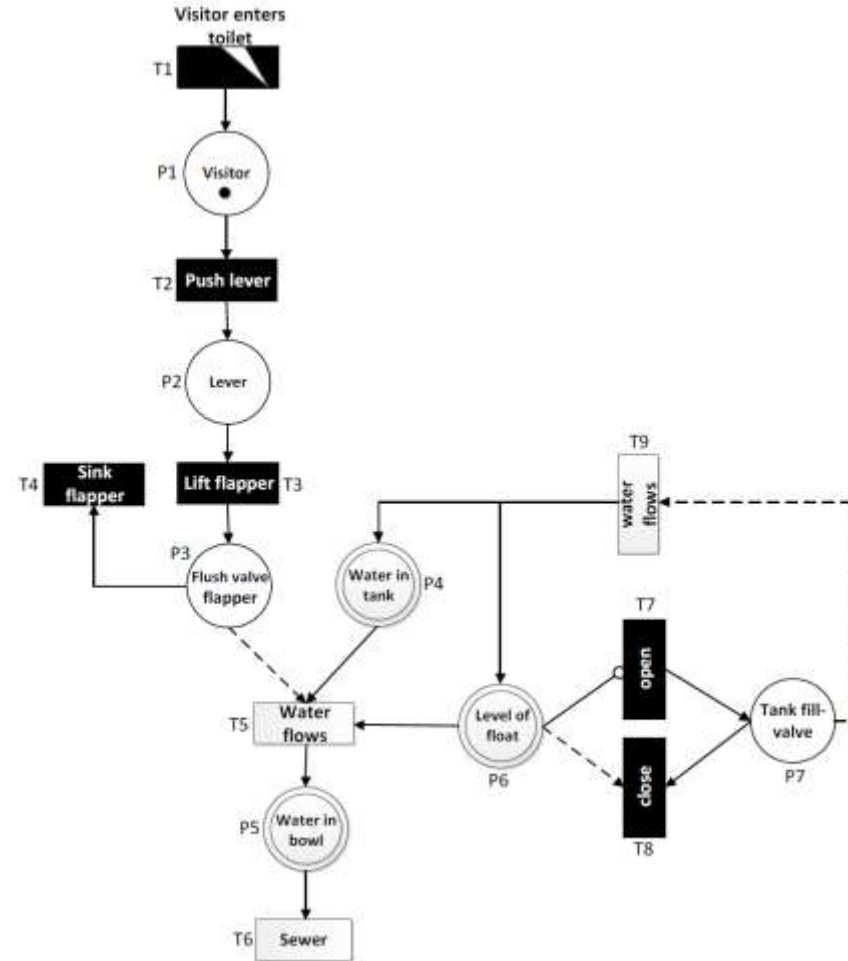 Visitor enters
toilet
T1
P1
Visitor
T2
Push lever
P2
Lever
T9
T4
Sink
flapper
Lift flapper
T3
water
flows
P3
Flush valve
flapper
Water in
tank
P4
T7
open
T5
Water
flows
Level of
float
Tank fill-
valve
P6
close
P7
P5
Water in
bowl
T8
T6
Sewer